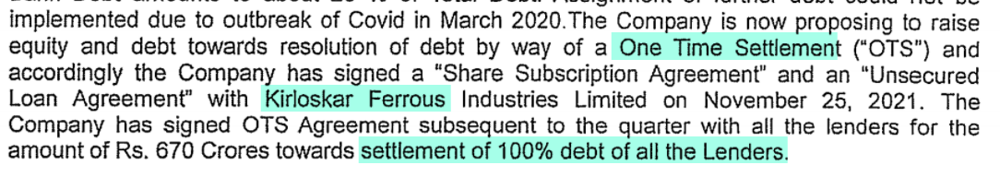 implemented due to outbreak of Covid in March 2020.The Company is now proposing to raise
equity and debt towards resolution of debt by way of a One Time Settlement ("OTS") and
accordingly the Company has signed a "Share Subscription Agreement" and an "Unsecured
Loan Agreement" with Kirloskar Ferrous Industries Limited on November 25, 2021. The
Company has signed OTS Agreement subsequent to the quarter with all the lenders for the
amount of Rs. 670 Crores towards settlement of 100% debt of all the Lenders.